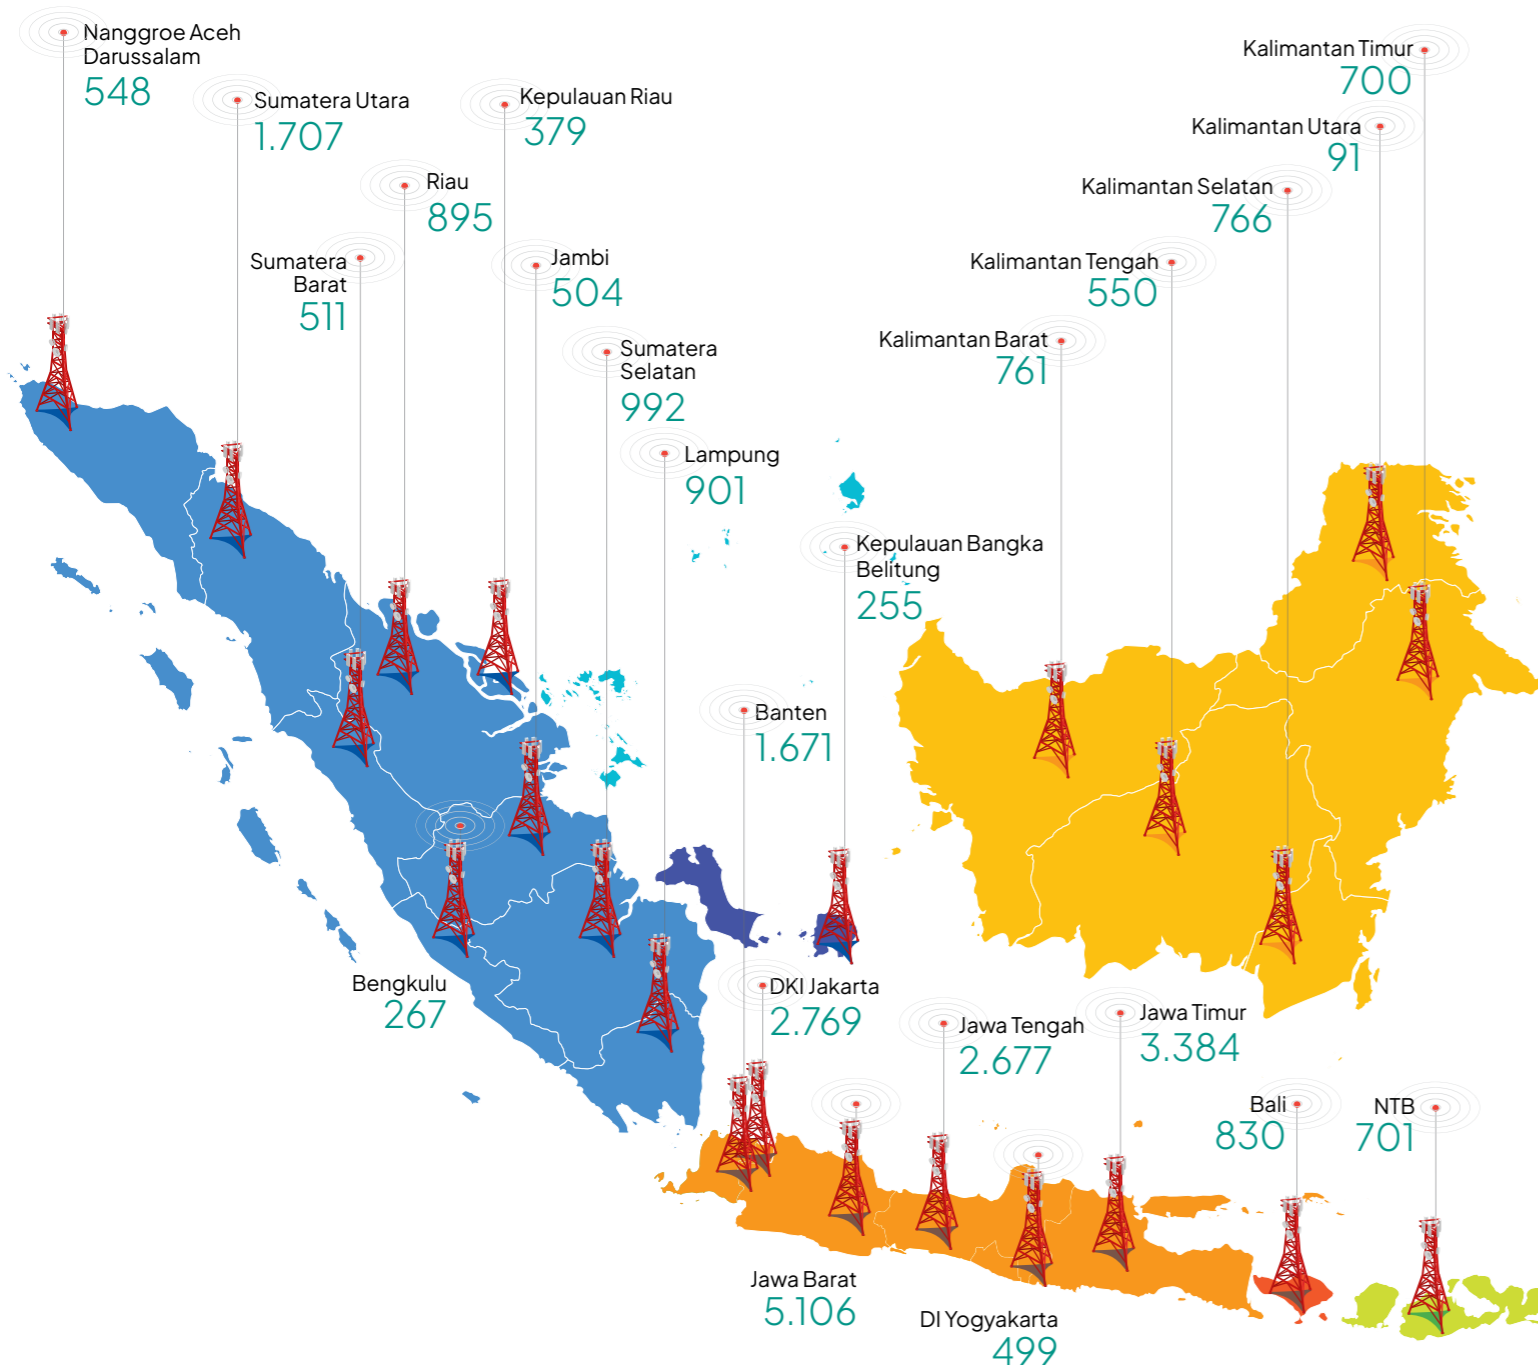 Nanggroe Aceh
Darussalam
548
Sumatera Utara
1.707
Kepulauan Riau
379
Riau
895
Sumatera
Barat
511
Jambi
504
Sumatera
Selatan
992
Lampung
901
Kepulauan Bangka
Belitung
255
Banten
1.671
Bengkulu
267
DKI Jakarta
2.769
Jawa Barat
5.106
Jawa Tengah
2.677
DI Yogyakarta
499
Jawa Timur
3.384
Bali
830
NTB
701
Kalimantan Timur
700
Kalimantan Utara
91
Kalimantan Selatan
766
Kalimantan Tengah
550
Kalimantan Barat
761